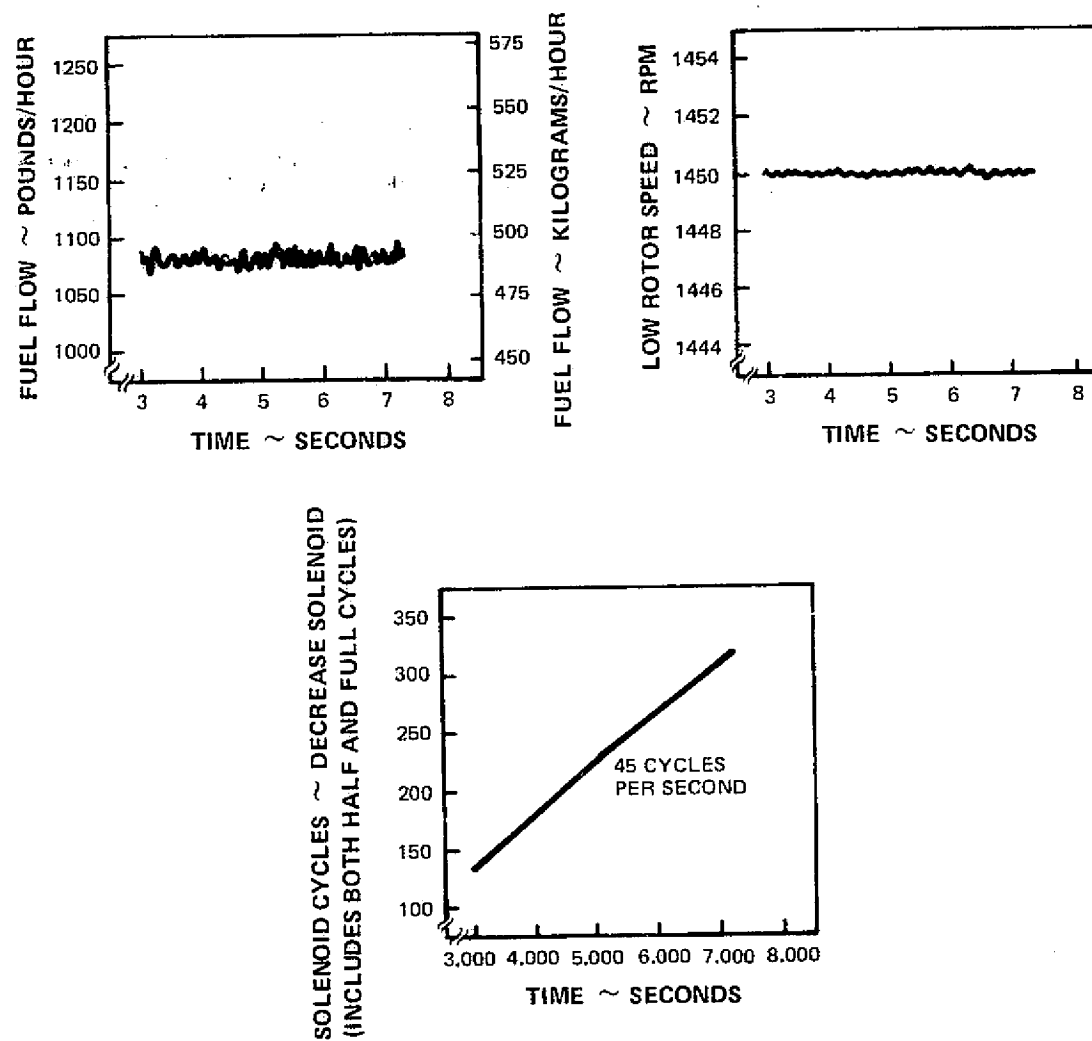 FUEL FLOW ~ POUNDS/HOUR
1250
1200
1150
1100
1050
1000
575
550
525
500
475
450
FUEL FLOW ~ KILOGRAMS/HOUR
3 4 5 6 7 8
TIME ~ SECONDS
LOW ROTOR SPEED ~ RPM
1454
1452
1450
1448
1446
1444
3 4 5 6 7 8
TIME ~ SECONDS
SOLENOID CYCLES ~ DECREASE SOLENOID
(INCLUDES BOTH HALF AND FULL CYCLES)
350
300
250
200
150
100
45 CYCLES
PER SECOND
3.000 4.000 5.000 6.000 7.000 8.000
TIME ~ SECONDS